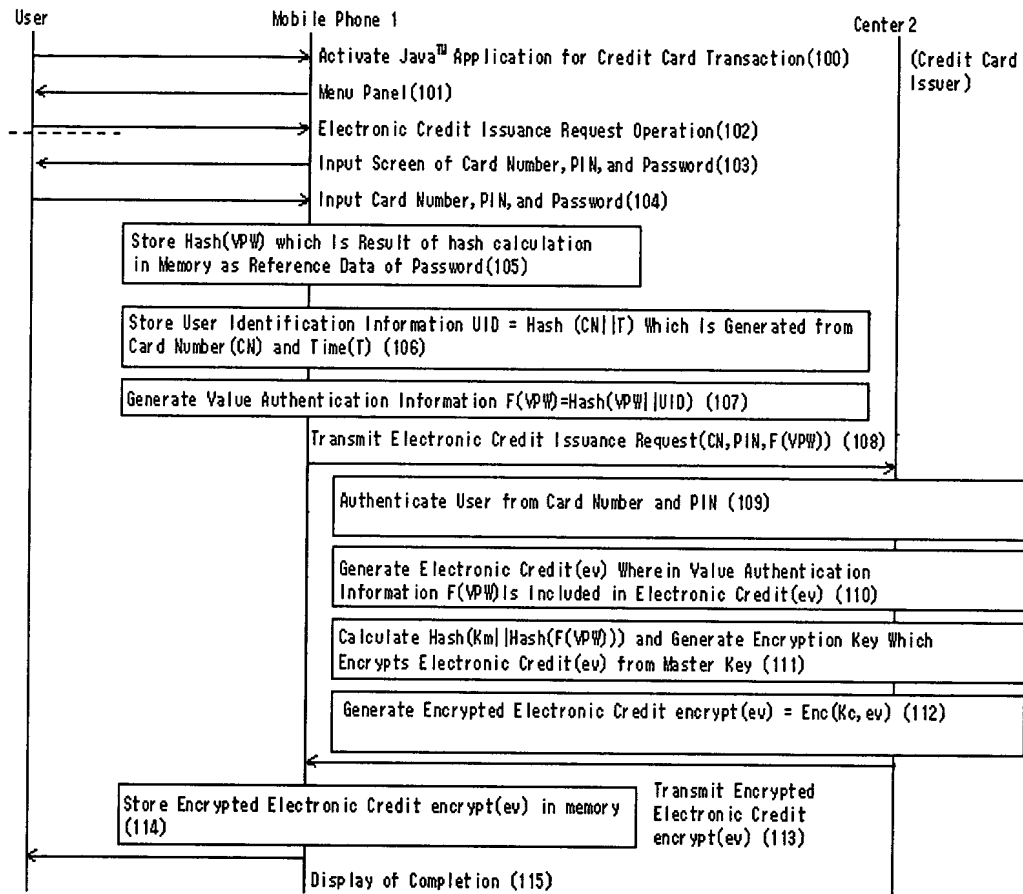 User
Mobile Phone 1
Center 2
(Credit Card
Issuer)
Activate Java™ Application for Credit Card Transaction(100)
Menu Panel(101)
Electronic Credit Issuance Request Operation(102)
Input Screen of Card Number, PIN, and Password(103)
Input Card Number, PIN, and Password(104)
Store Hash(VPW) which Is Result of hash calculation
in Memory as Reference Data of Password(105)
Store User Identification Information UID = Hash (CN||T) Which Is Generated from
Card Number(CN) and Time(T) (106)
Generate Value Authentication Information F(VPW)=Hash(VPW||UID) (107)
Transmit Electronic Credit Issuance Request(CN,PIN,F(VPW)) (108)
Authenticate User from Card Number and PIN (109)
Generate Electronic Credit(ev) Wherein Value Authentication
Information F(VPW)Is Included in Electronic Credit(ev) (110)
Calculate Hash(Km||Hash(F(VPW))) and Generate Encryption Key Which
Encrypts Electronic Credit(ev) from Master Key (111)
Generate Encrypted Electronic Credit encrypt(ev) = Enc(Kc,ev) (112)
Transmit Encrypted
Electronic Credit
encrypt(ev) (113)
Store Encrypted Electronic Credit encrypt(ev) in memory
(114)
Display of Completion (115)